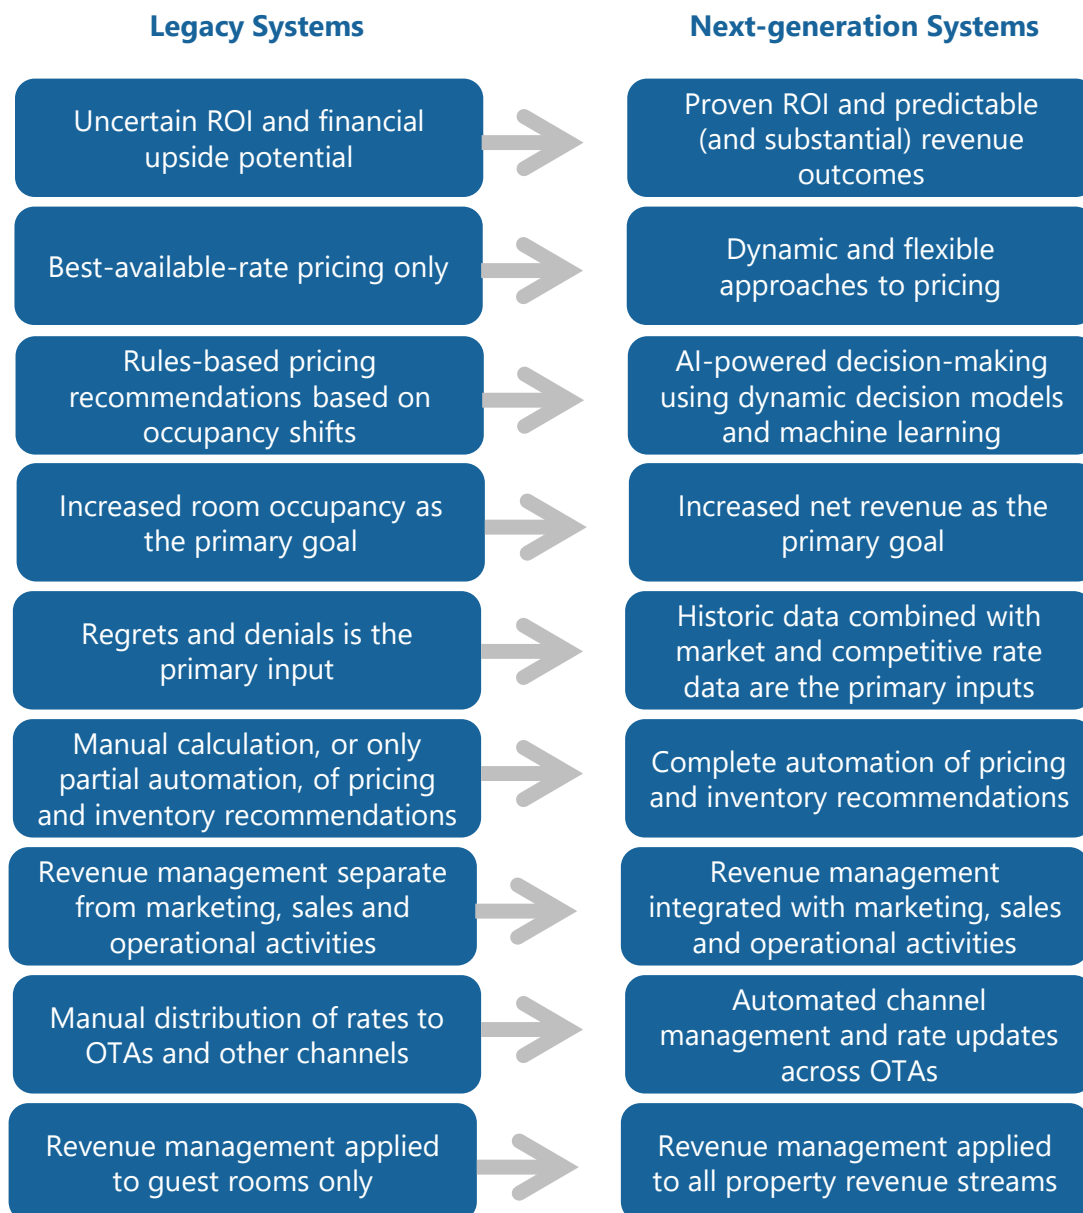 Legacy Systems
Next-generation Systems
Uncertain ROI and financial
upside potential
Proven ROI and predictable
(and substantial) revenue
outcomes
Best-available-rate pricing only
Dynamic and flexible
approaches to pricing
Rules-based pricing
recommendations based on
occupancy shifts
AI-powered decision-making
using dynamic decision models
and machine learning
Increased room occupancy as
the primary goal
Increased net revenue as the
primary goal
Regrets and denials is the
primary input
Historic data combined with
market and competitive rate
data are the primary inputs
Manual calculation, or only
partial automation, of pricing
and inventory recommendations
Complete automation of pricing
and inventory recommendations
Revenue management separate
from marketing, sales and
operational activities
Revenue management
integrated with marketing, sales
and operational activities
Manual distribution of rates to
OTAs and other channels
Automated channel
management and rate updates
across OTAs
Revenue management applied
to guest rooms only
Revenue management applied
to all property revenue streams